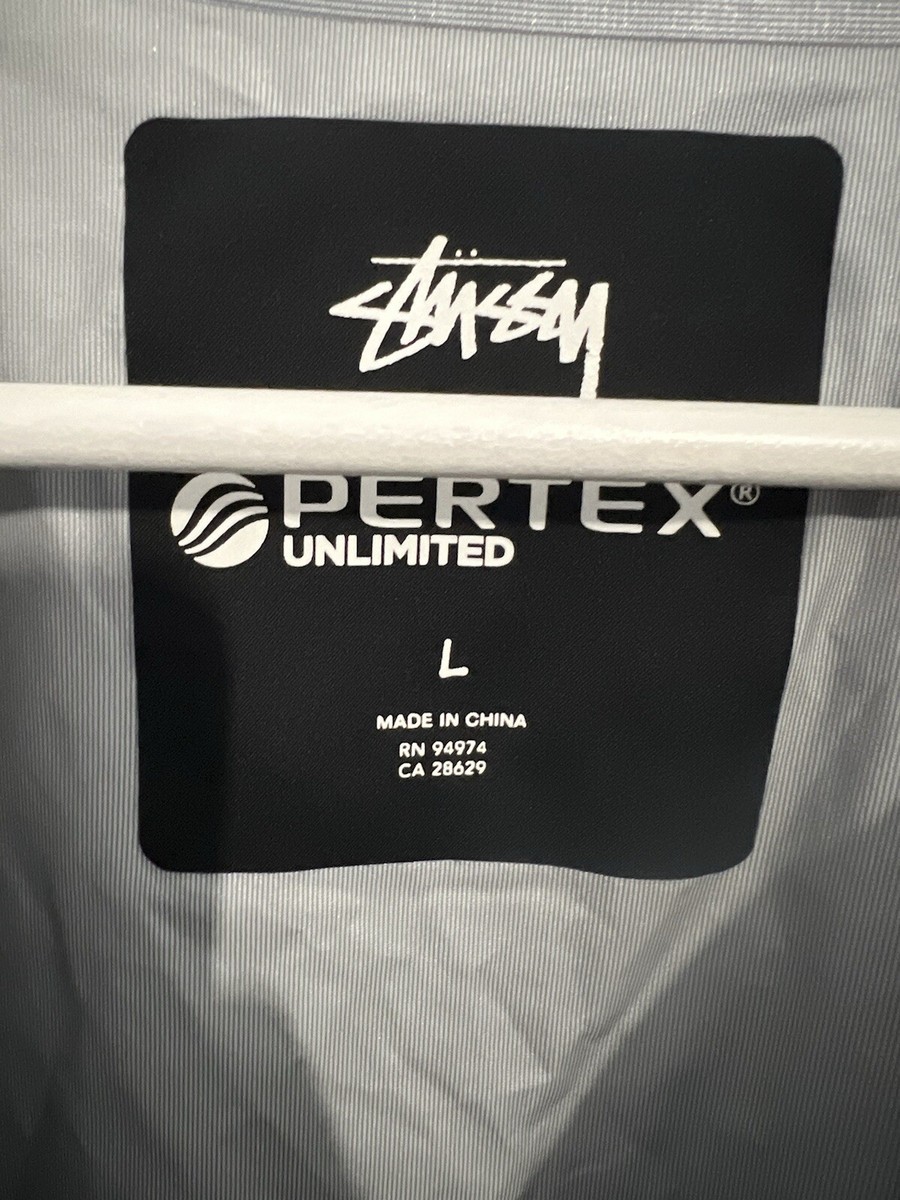 Stüssy
PERTEX®
UNLIMITED
L
MADE IN CHINA
RN 94974
CA 28629